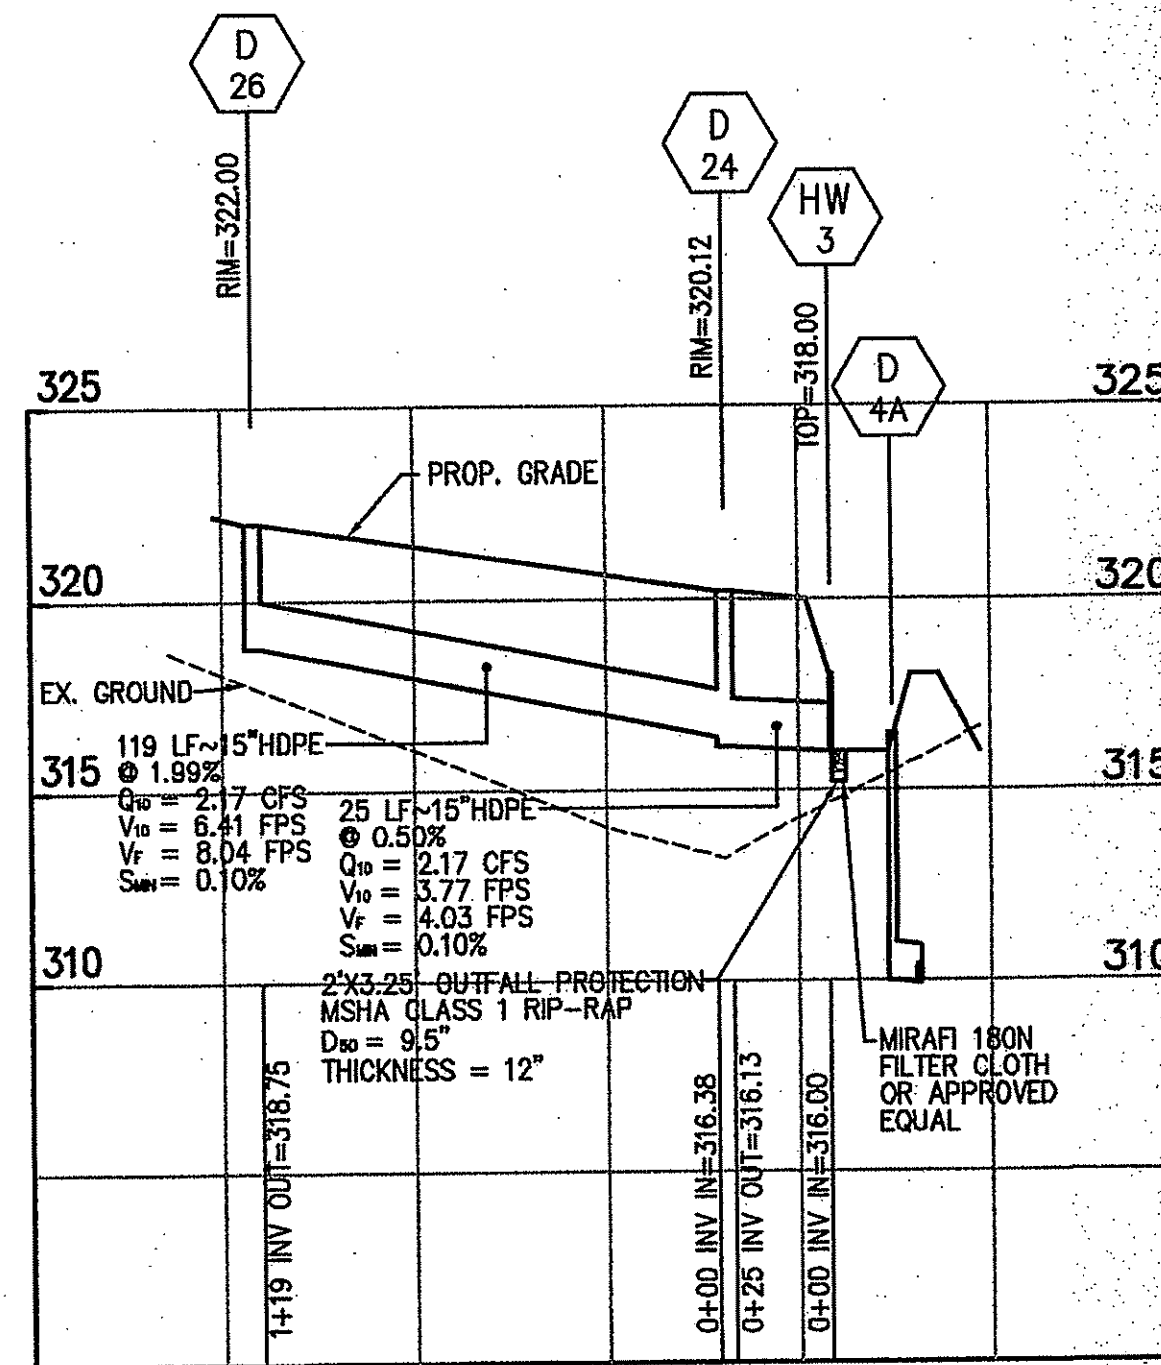 D
26
D
24
HW
3
D
4A
RIM=322.00
RIM=320.12
TOP=318.00
325
325
PROP. GRADE
320
320
EX. GROUND
119 LF~15"HDPE
@ 1.99%
Q10 = 2.17 CFS
V10 = 6.41 FPS
VF = 8.04 FPS
SMIN = 0.10%
315
315
25 LF~15"HDPE
@ 0.50%
Q10 = 2.17 CFS
V10 = 3.77 FPS
VF = 4.03 FPS
SMIN = 0.10%
310
310
2'X3.25' OUTFALL PROTECTION
MSHA CLASS 1 RIP-RAP
D50 = 9.5"
THICKNESS = 12"
MIRAFI 180N
FILTER CLOTH
OR APPROVED
EQUAL
1+19 INV OUT=318.75
0+00 INV IN=316.38
0+25 INV OUT=316.13
0+00 INV IN=316.00